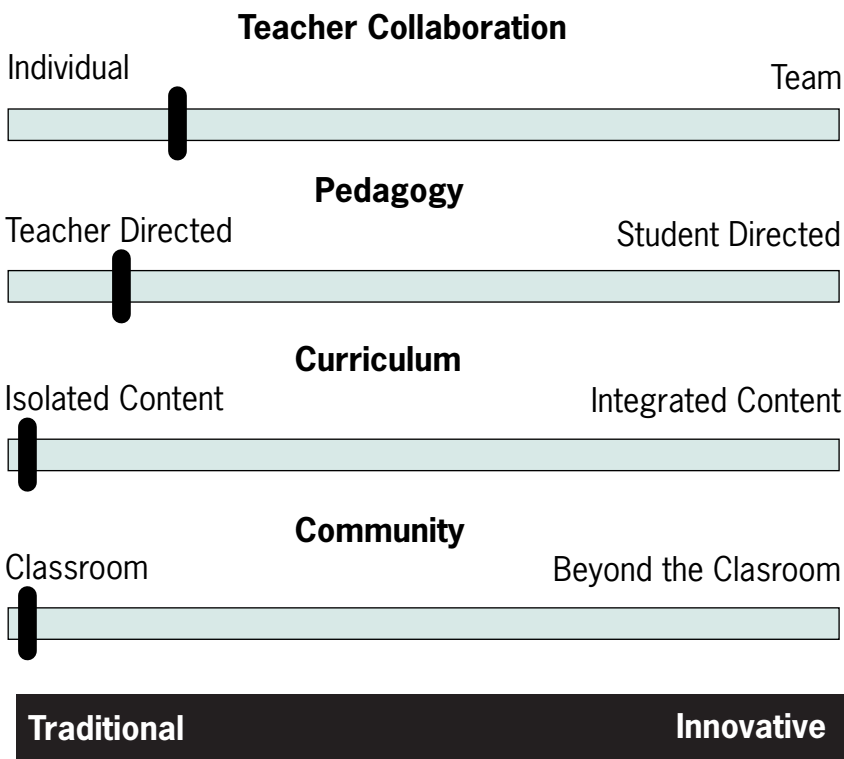 Teacher Collaboration
Individual Team
Pedagogy
Teacher Directed Student Directed
Curriculum
Isolated Content Integrated Content
Community
Classroom Beyond the Clasroom
Traditional Innovative